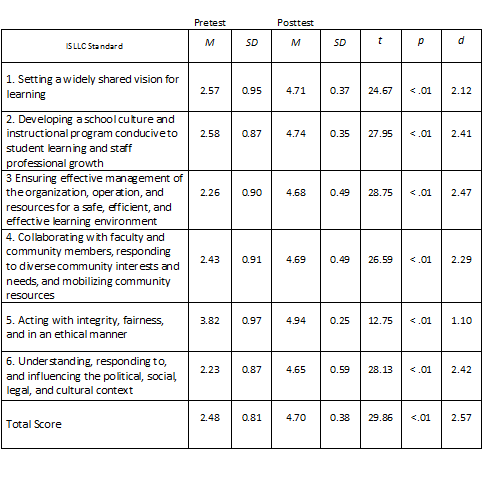 Pretest Posttest
ISLLC Standard M SD M SD t p d
1. Setting a widely shared vision for
learning
2.57 0.95 4.71 0.37 24.67 <.01 2.12
2. Developing a school culture and
instructional program conducive to
student learning and staff
professional growth
2.58 0.87 4.74 0.35 27.95 <.01 2.41
3 Ensuring effective management of
the organization, operation, and
resources for a safe, efficient, and
effective learning environment
2.26 0.90 4.68 0.49 28.75 <.01 2.47
4. Collaborating with faculty and
community members, responding
to diverse community interests and
needs, and mobilizing community
resources
2.43 0.91 4.69 0.49 26.59 <.01 2.29
5. Acting with integrity, fairness,
and in an ethical manner
3.82 0.97 4.94 0.25 12.75 <.01 1.10
6. Understanding, responding to,
and influencing the political, social,
legal, and cultural context
2.23 0.87 4.65 0.59 28.13 <.01 2.42
Total Score 2.48 0.81 4.70 0.38 29.86 <.01 2.57